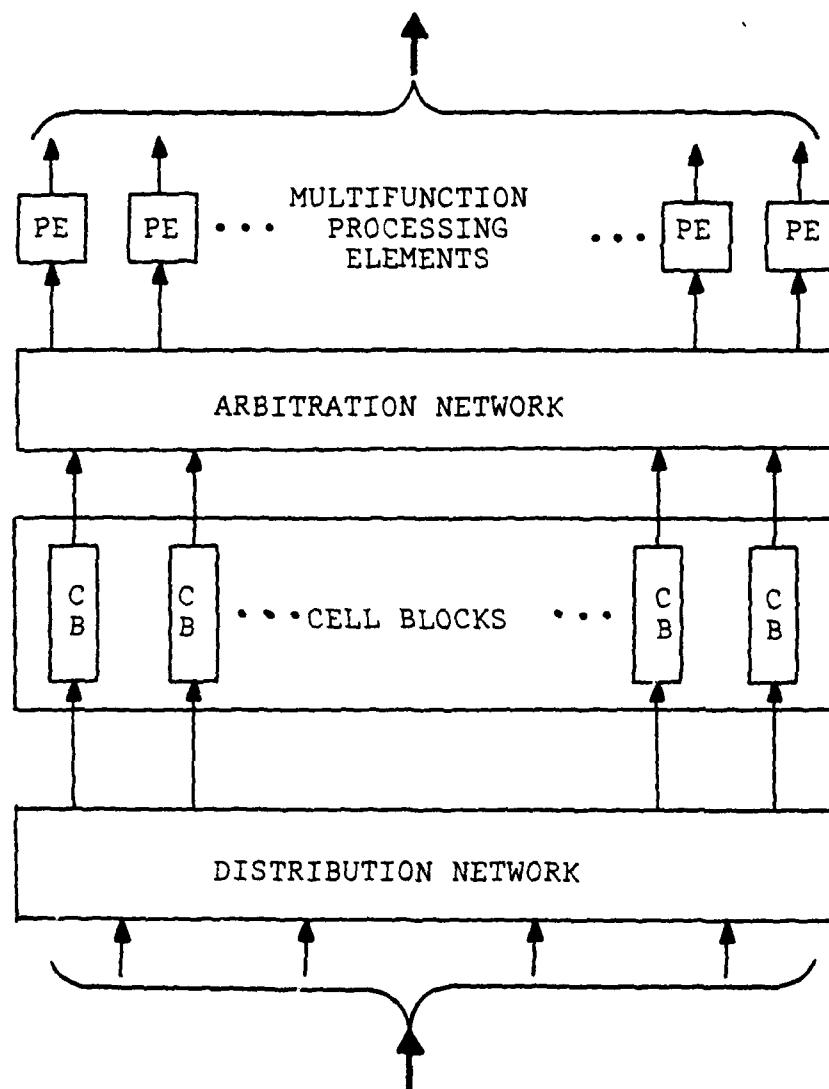 MULTIFUNCTION
PROCESSING
ELEMENTS
PE PE ••• ••• PE PE
ARBITRATION NETWORK
C C C C
B B B B
••• CELL BLOCKS •••
DISTRIBUTION NETWORK